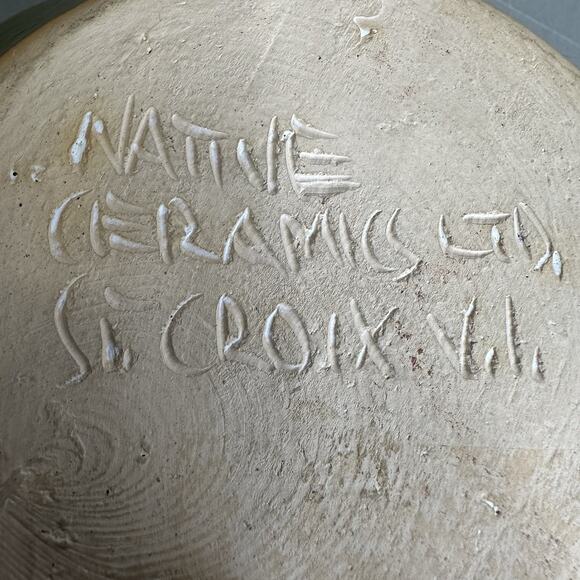 NATIVE
CERAMICS LTD.
ST. CROIX V.I.